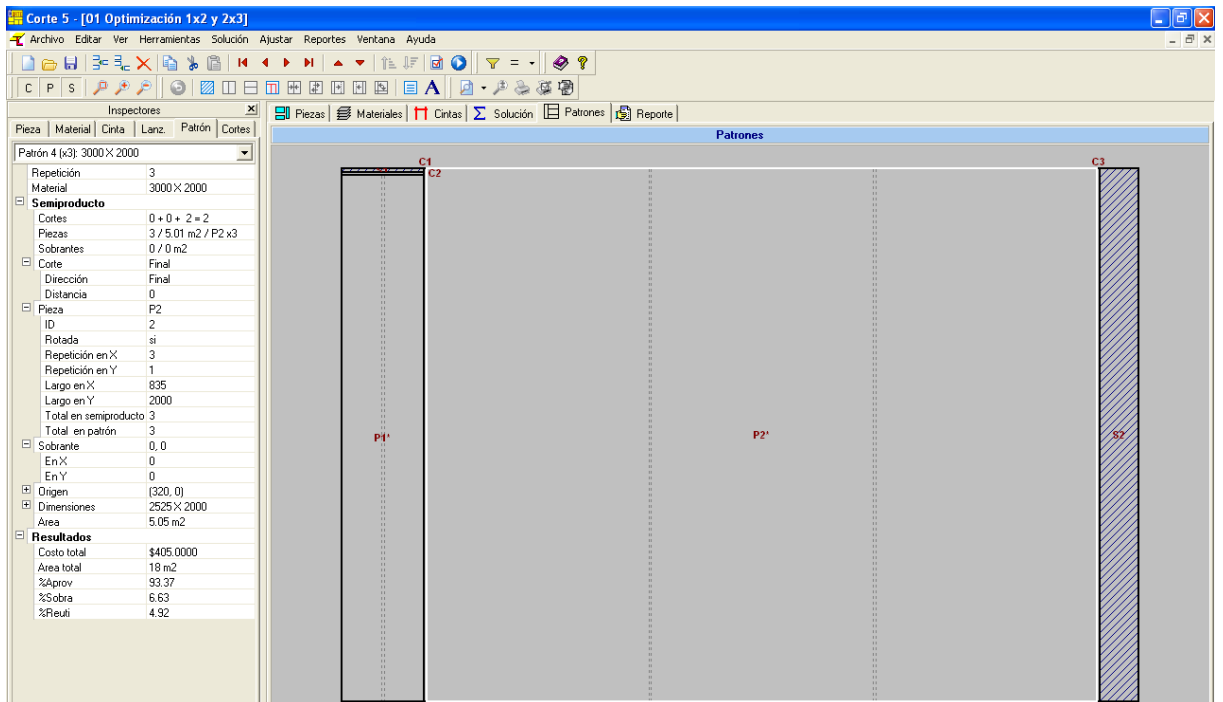 Corte 5 - [01 Optimización 1x2 y 2x3]
Archivo Editar Ver Herramientas Solución Ajustar Reportes Ventana Ayuda
C P S
Inspectores
Pieza Material Cinta Lanz. Patrón Cortes
Piezas Materiales Cintas Solución Patrones Reporte
Patrones
Patrón 4 (x3): 3000 X 2000
Repetición 3
Material 3000 X 2000
Semiproducto
Cortes 0 + 0 + 2 = 2
Piezas 3 / 5.01 m2 / P2 x3
Sobrantes 0 / 0 m2
Corte Final
Dirección Final
Distancia 0
Pieza P2
ID 2
Rotada si
Repetición en X 3
Repetición en Y 1
Largo en X 835
Largo en Y 2000
Total en semiproducto 3
Total en patrón 3
Sobrante 0, 0
En X 0
En Y 0
Origen (320, 0)
Dimensiones 2525 X 2000
Area 5.05 m2
Resultados
Costo total $405.0000
Area total 18 m2
%Aprov 93.37
%Sobra 6.63
%Reuti 4.92
C1
C2
C3
P1'
P2'
S2